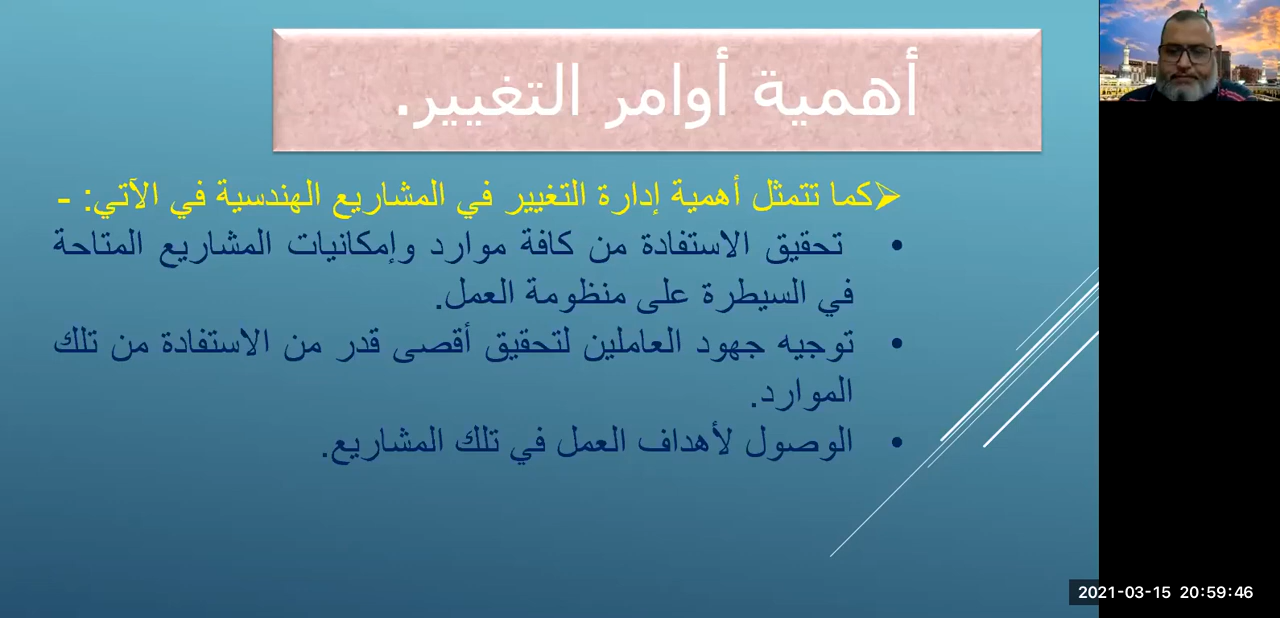 أهمية أوامر التغيير.
كما تتمثل أهمية إدارة التغيير في المشاريع الهندسية في الآتي: -
• تحقيق الاستفادة من كافة موارد وإمكانيات المشاريع المتاحة
في السيطرة على منظومة العمل.
• توجيه جهود العاملين لتحقيق أقصى قدر من الاستفادة من تلك
الموارد.
• الوصول لأهداف العمل في تلك المشاريع.
2021-03-15 20:59:46